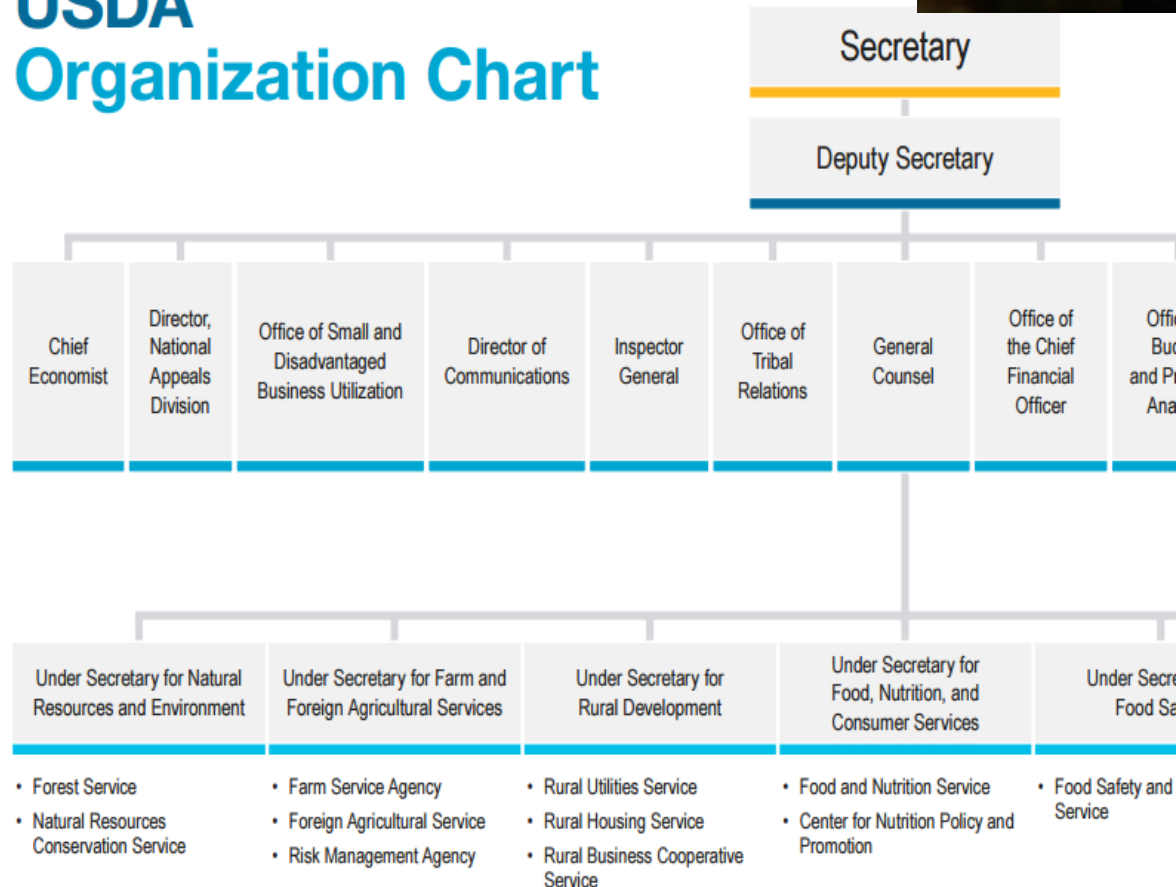 USDA
Organization Chart
Secretary
Deputy Secretary
Chief
Economist
Director,
National
Appeals
Division
Office of Small and
Disadvantaged
Business Utilization
Director of
Communications
Inspector
General
Office of
Tribal
Relations
General
Counsel
Office of
the Chief
Financial
Officer
and
Under Secretary for Natural
Resources and Environment
Under Secretary for Farm and
Foreign Agricultural Services
Under Secretary for
Rural Development
Under Secretary for
Food, Nutrition, and
Consumer Services
Under
Food
• Forest Service
• Natural Resources
Conservation Service
• Farm Service Agency
• Foreign Agricultural Service
• Risk Management Agency
• Rural Utilities Service
• Rural Housing Service
• Rural Business Cooperative
Service
• Food and Nutrition Service
• Center for Nutrition Policy and
Promotion
• Food Safety and
Service